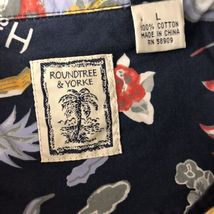 L
100% COTTON
MADE IN CHINA
RN 58909
ROUNDTREE
& YORKE